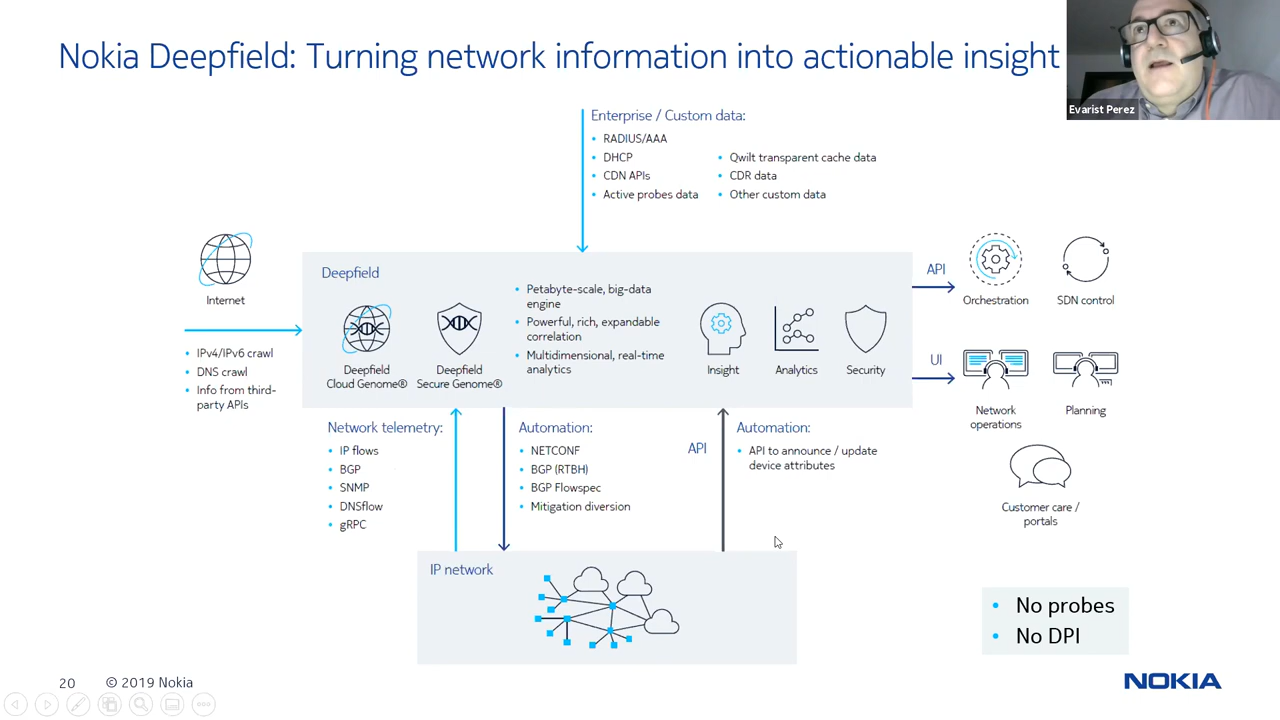 Nokia Deepfield: Turning network information into actionable insight
Evarist Perez
Enterprise / Custom data:
• RADIUS/AAA
• DHCP
• CDN APIs
• Active probes data
• Qwilt transparent cache data
• CDR data
• Other custom data
Internet
• IPv4/IPv6 crawl
• DNS crawl
• Info from third-
party APIs
Deepfield
Deepfield
Cloud Genome®
Deepfield
Secure Genome®
• Petabyte-scale, big-data
engine
• Powerful, rich, expandable
correlation
• Multidimensional, real-time
analytics
Insight
Analytics
Security
API
Orchestration
SDN control
UI
Network
operations
Planning
Customer care /
portals
Network telemetry:
• IP flows
• BGP
• SNMP
• DNSflow
• gRPC
Automation:
• NETCONF
• BGP (RTBH)
• BGP Flowspec
• Mitigation diversion
API
Automation:
• API to announce / update
device attributes
IP network
• No probes
• No DPI
20
© 2019 Nokia
NOKIA